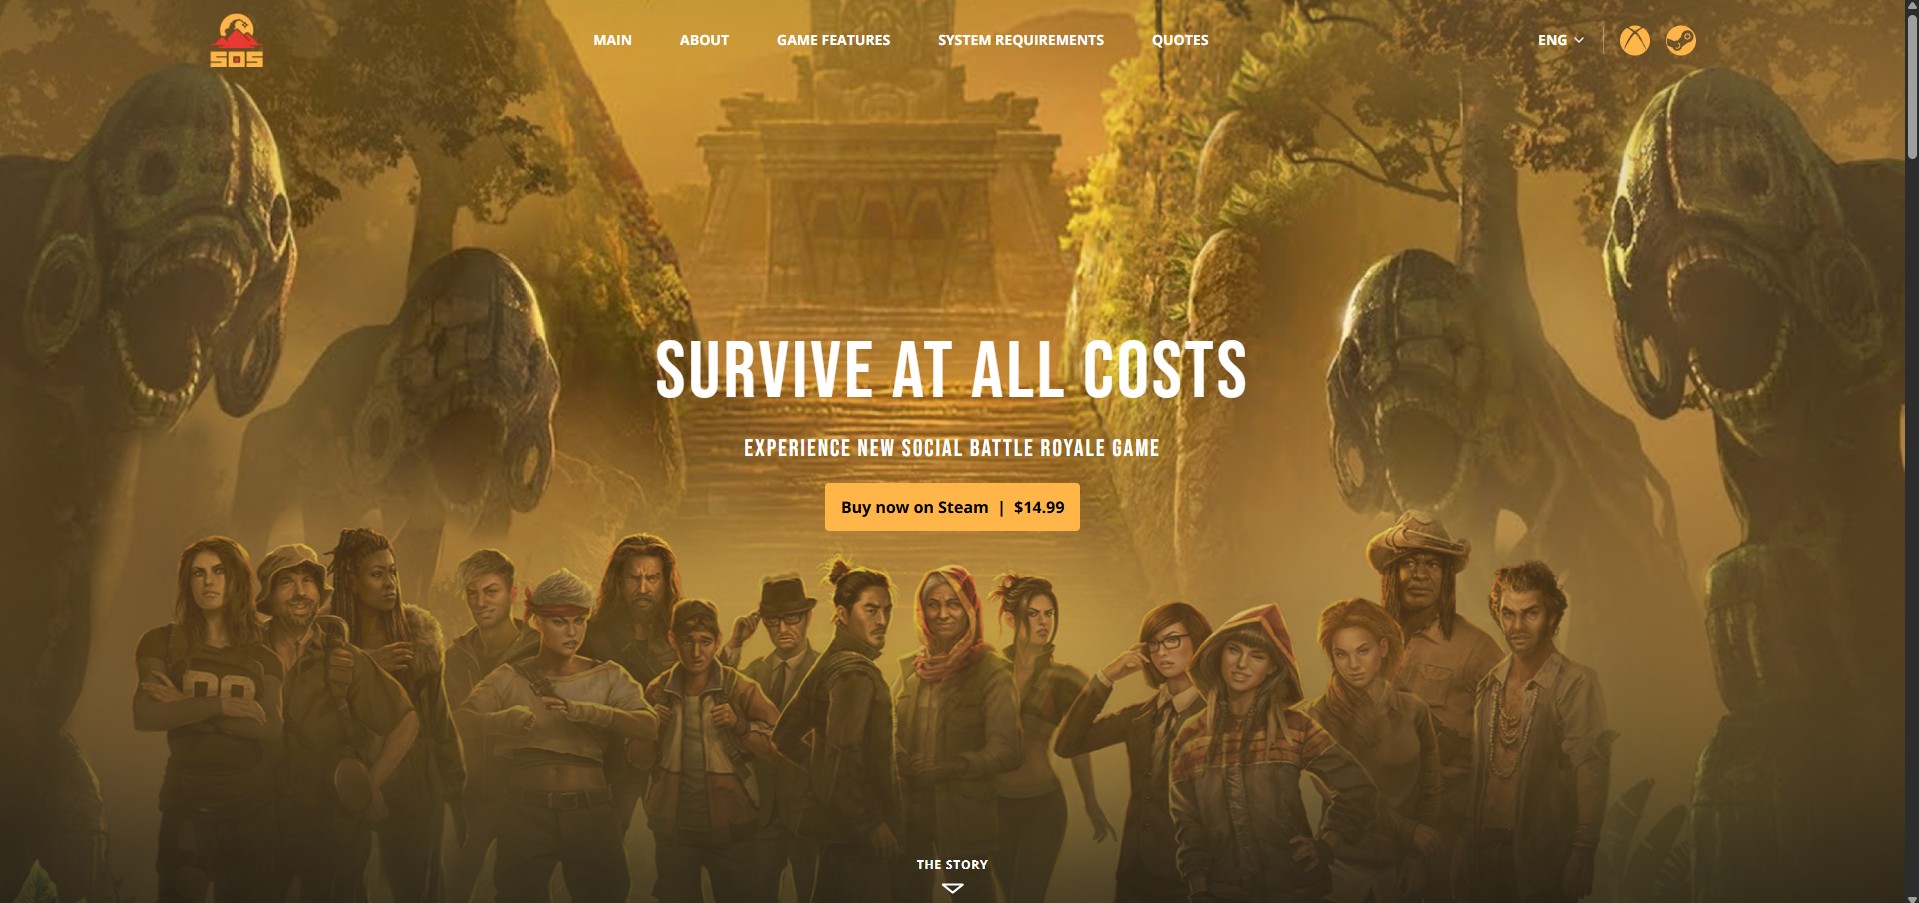 SOS
MAIN
ABOUT
GAME FEATURES
SYSTEM REQUIREMENTS
QUOTES
ENG
SURVIVE AT ALL COSTS
EXPERIENCE NEW SOCIAL BATTLE ROYALE GAME
Buy now on Steam | $14.99
THE STORY